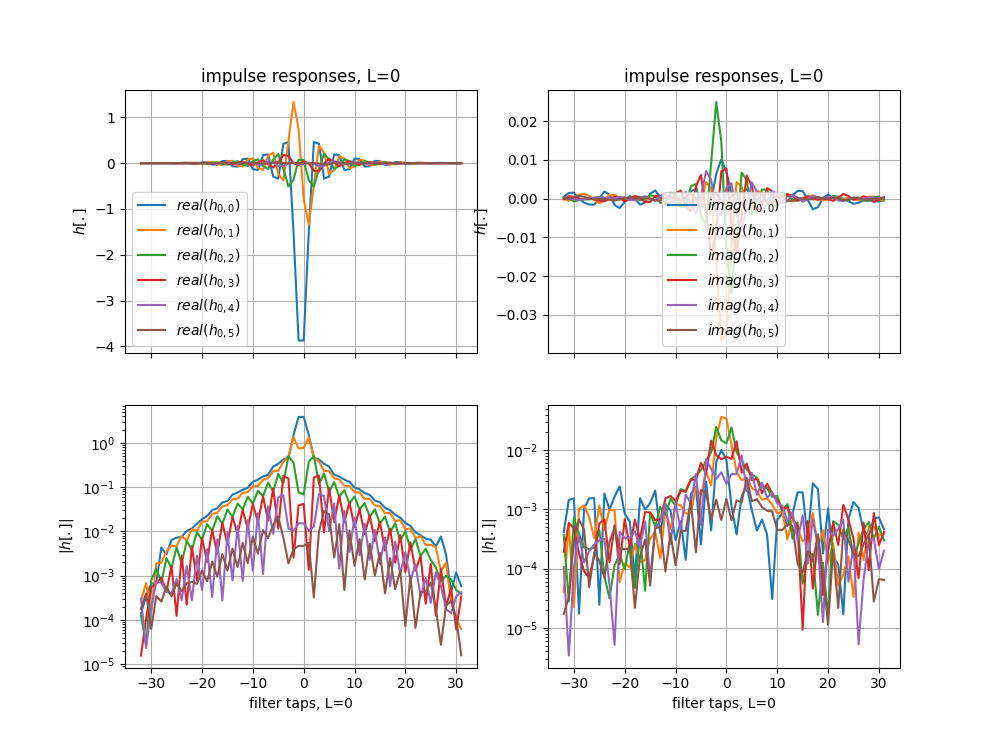 impulse responses, L=0
impulse responses, L=0
1
0
−1
−2
−3
−4
h[.]
real(h0,0)
real(h0,1)
real(h0,2)
real(h0,3)
real(h0,4)
real(h0,5)
0.02
0.01
0.00
−0.01
−0.02
−0.03
h[.]
imag(h0,0)
imag(h0,1)
imag(h0,2)
imag(h0,3)
imag(h0,4)
imag(h0,5)
10⁰
10⁻¹
10⁻²
10⁻³
10⁻⁴
10⁻⁵
|h[.]|
−30 −20 −10 0 10 20 30
filter taps, L=0
10⁻²
10⁻³
10⁻⁴
10⁻⁵
|h[.]|
−30 −20 −10 0 10 20 30
filter taps, L=0